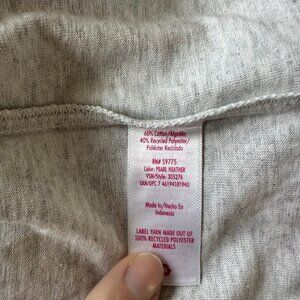 60% Cotton/Algodón
40% Recycled Polyester/
Poliéster Reciclado
RN# 59775
Color: PEARL HEATHER
VSN/Style: 305276
EAN/UPC 7 46194181940
Made in/Hecho En
Indonesia
LABEL YARN MADE OUT OF
100% RECYCLED POLYESTER
MATERIALS